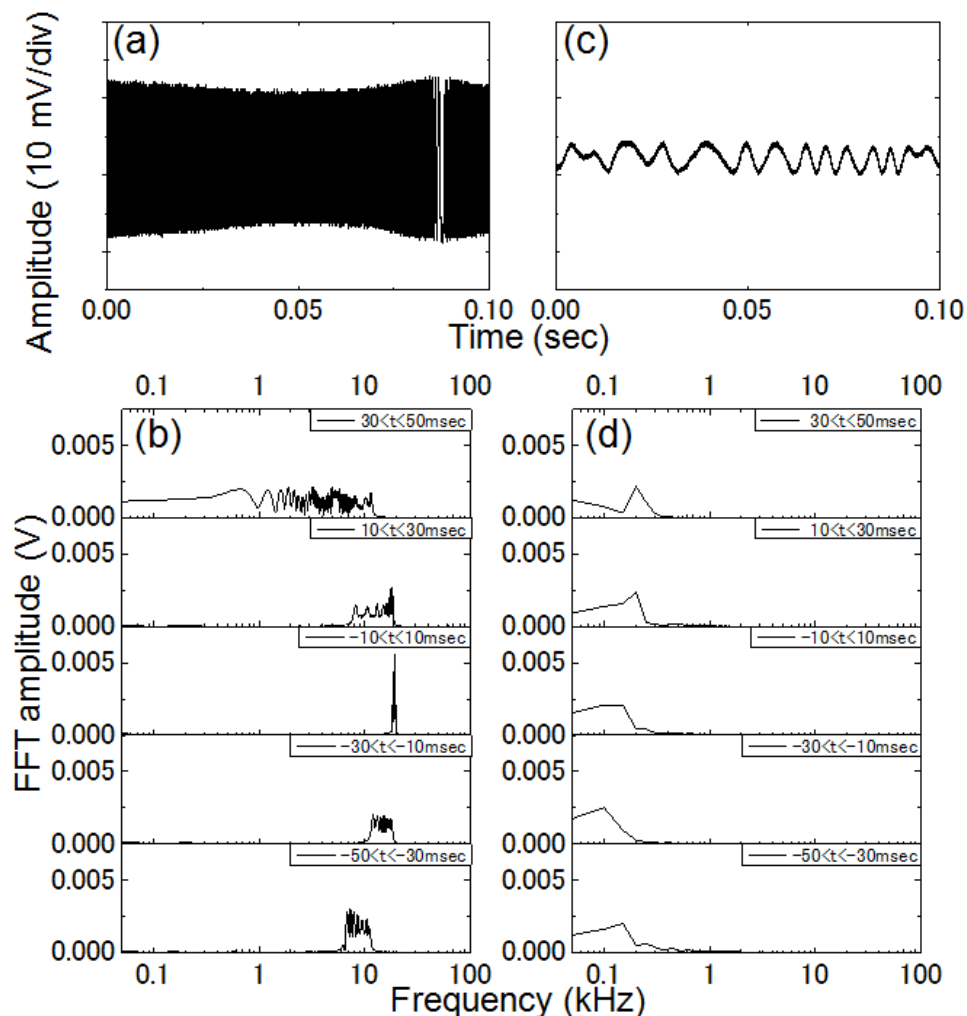 (a)
(c)
Amplitude (10 mV/div)
0.00 0.05 0.10
0.00 0.05 0.10
Time (sec)
0.1 1 10 100
0.1 1 10 100
(b)
(d)
30<t<50msec
30<t<50msec
0.005
0.005
0.000
0.000
10<t<30msec
10<t<30msec
0.005
0.005
0.000
0.000
-10<t<10msec
-10<t<10msec
0.005
0.005
0.000
0.000
-30<t<-10msec
-30<t<-10msec
0.005
0.005
0.000
0.000
-50<t<-30msec
-50<t<-30msec
0.005
0.005
0.000
0.000
FFT amplitude (V)
0.1 1 10 100
0.1 1 10 100
Frequency (kHz)